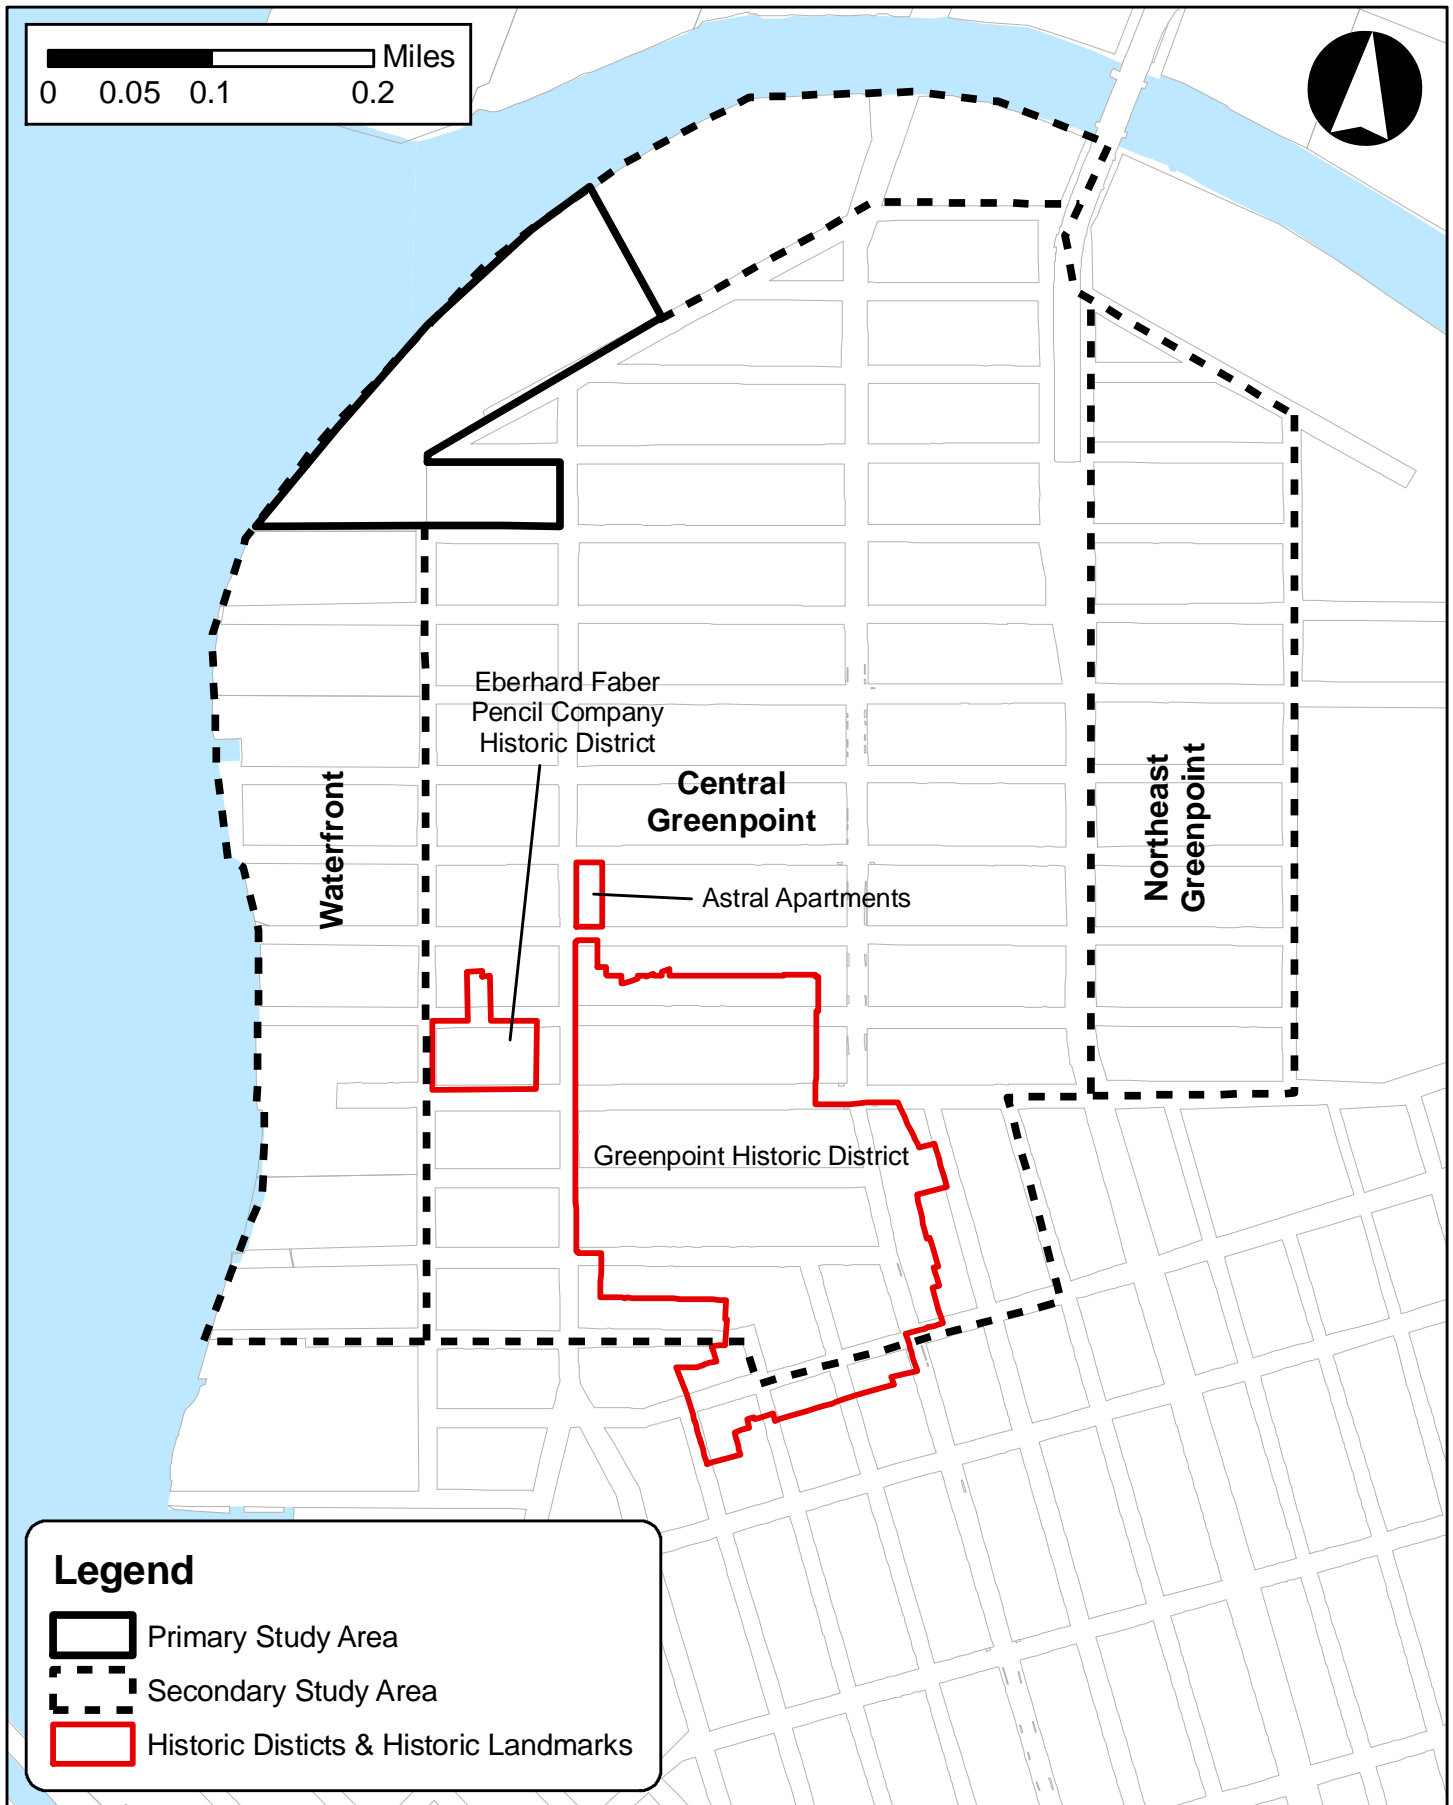 Miles
0 0.05 0.1 0.2
Eberhard Faber
Pencil Company
Historic District
Central
Greenpoint
Waterfront
Northeast
Greenpoint
Astral Apartments
Greenpoint Historic District
Legend
Primary Study Area
Secondary Study Area
Historic Disticts & Historic Landmarks